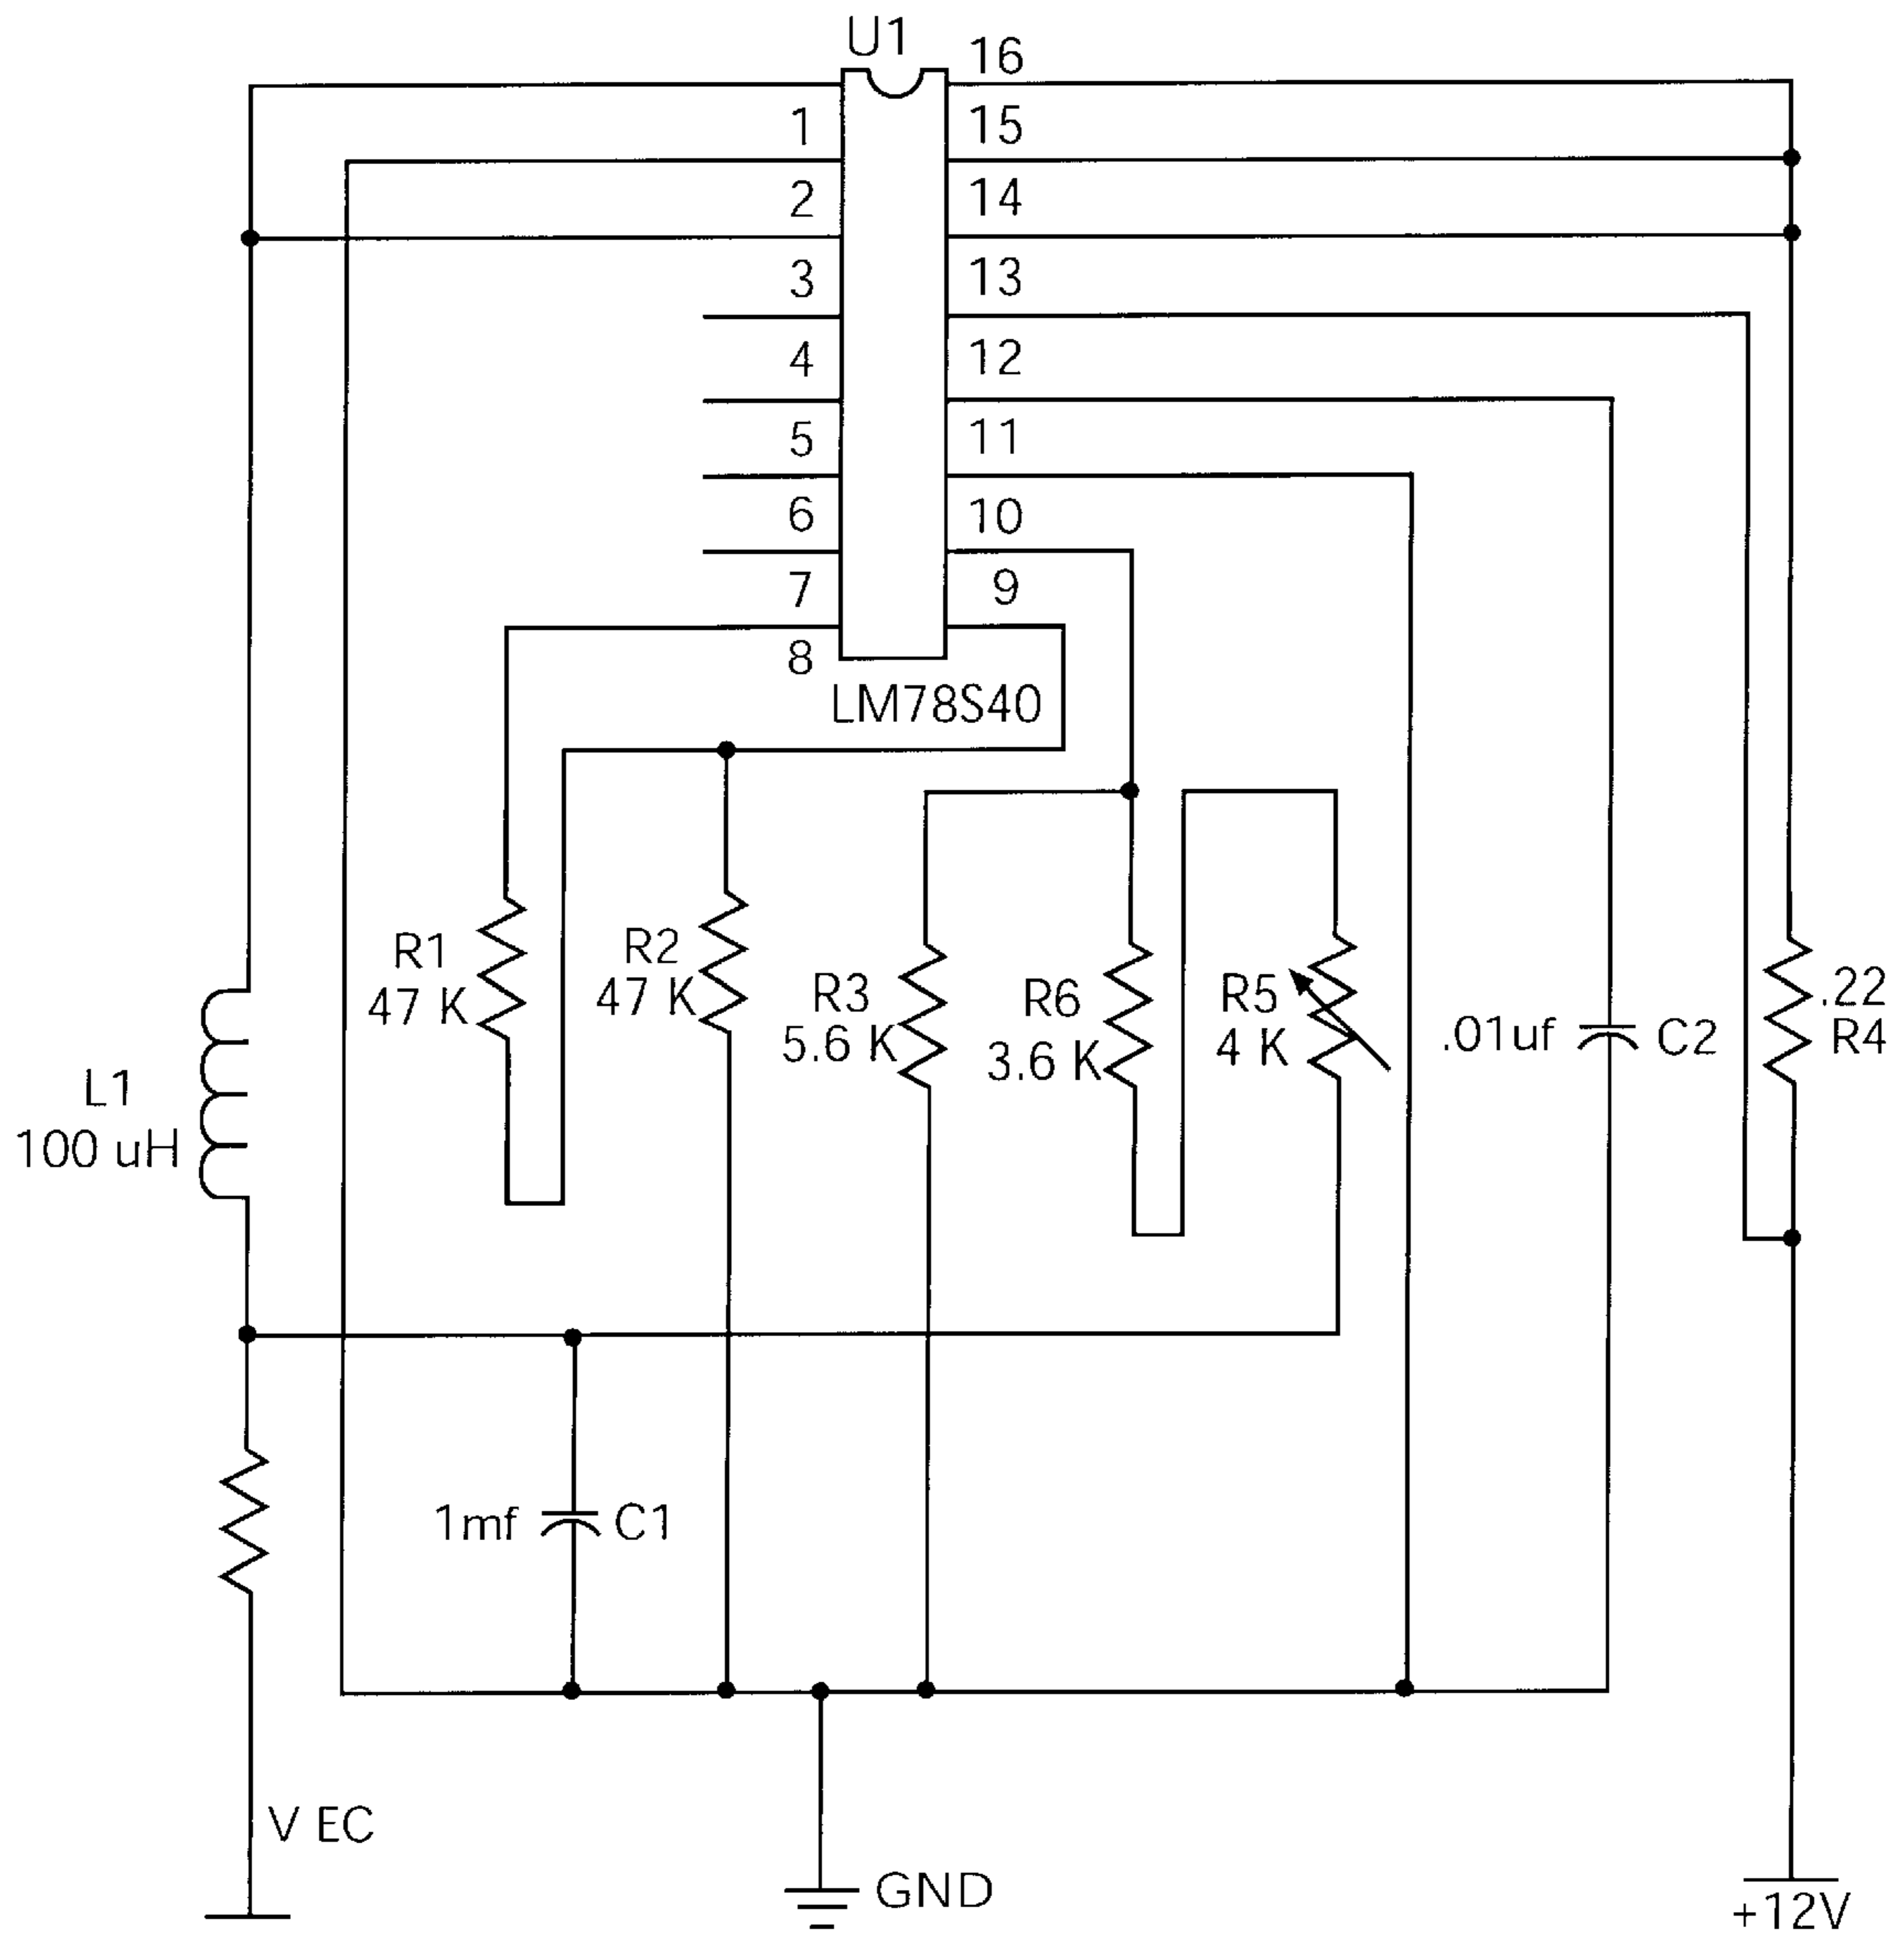 U1
16
1
15
2
14
3
13
4
12
5
11
6
10
7
9
8
LM78S40
R1
47 K
R2
47 K
R3
5.6 K
R6
3.6 K
R5
4 K
.01uf
C2
.22
R4
L1
100 uH
1mf
C1
V EC
GND
+12V